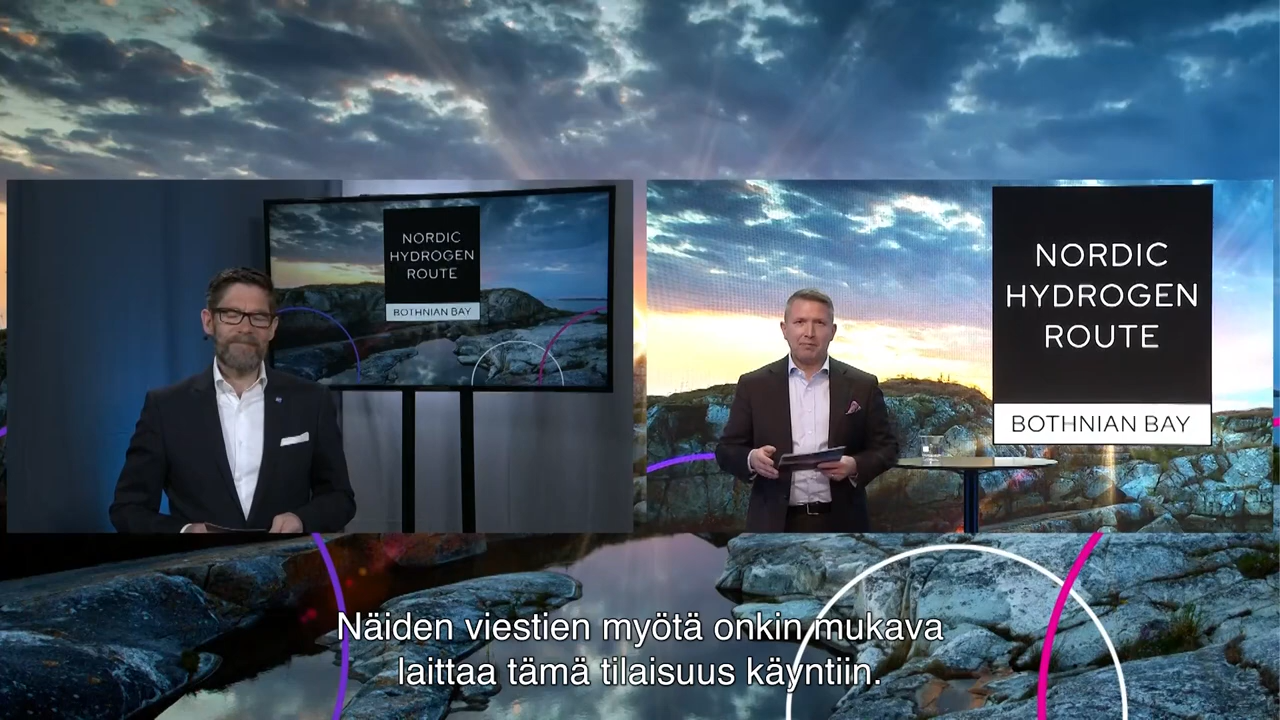 NORDIC
HYDROGEN
ROUTE
BOTHNIAN BAY
NORDIC
HYDROGEN
ROUTE
BOTHNIAN BAY
Näiden viestien myötä onkin mukava
laittaa tämä tilaisuus käyntiin.